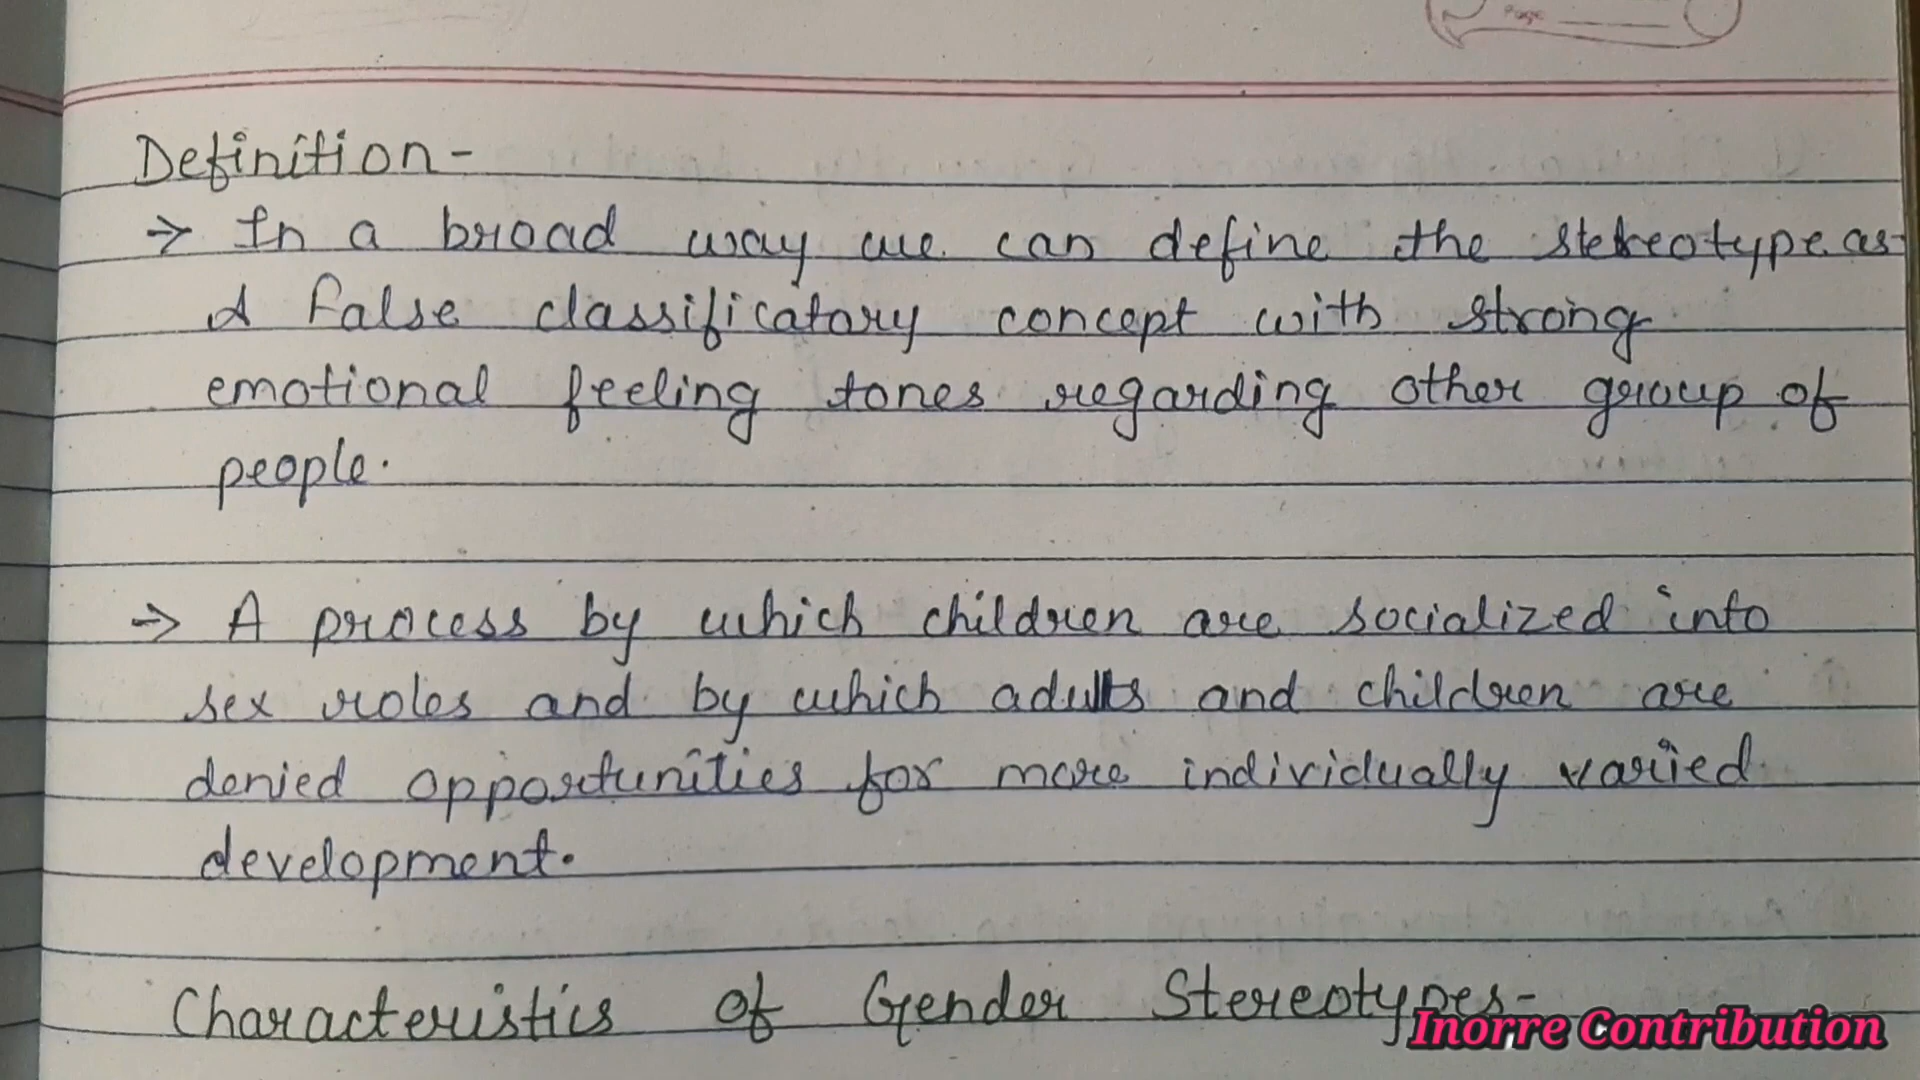 Page
Definition-
→ In a broad way we can define the stereotype as
A false classificatory concept with strong
emotional feeling tones regarding other group of
people.
→ A process by which children are socialized into
sex roles and by which adults and children are
denied opportunities for more individually varied
development.
Characteristics of Gender Stereotypes-
Inorre Contribution